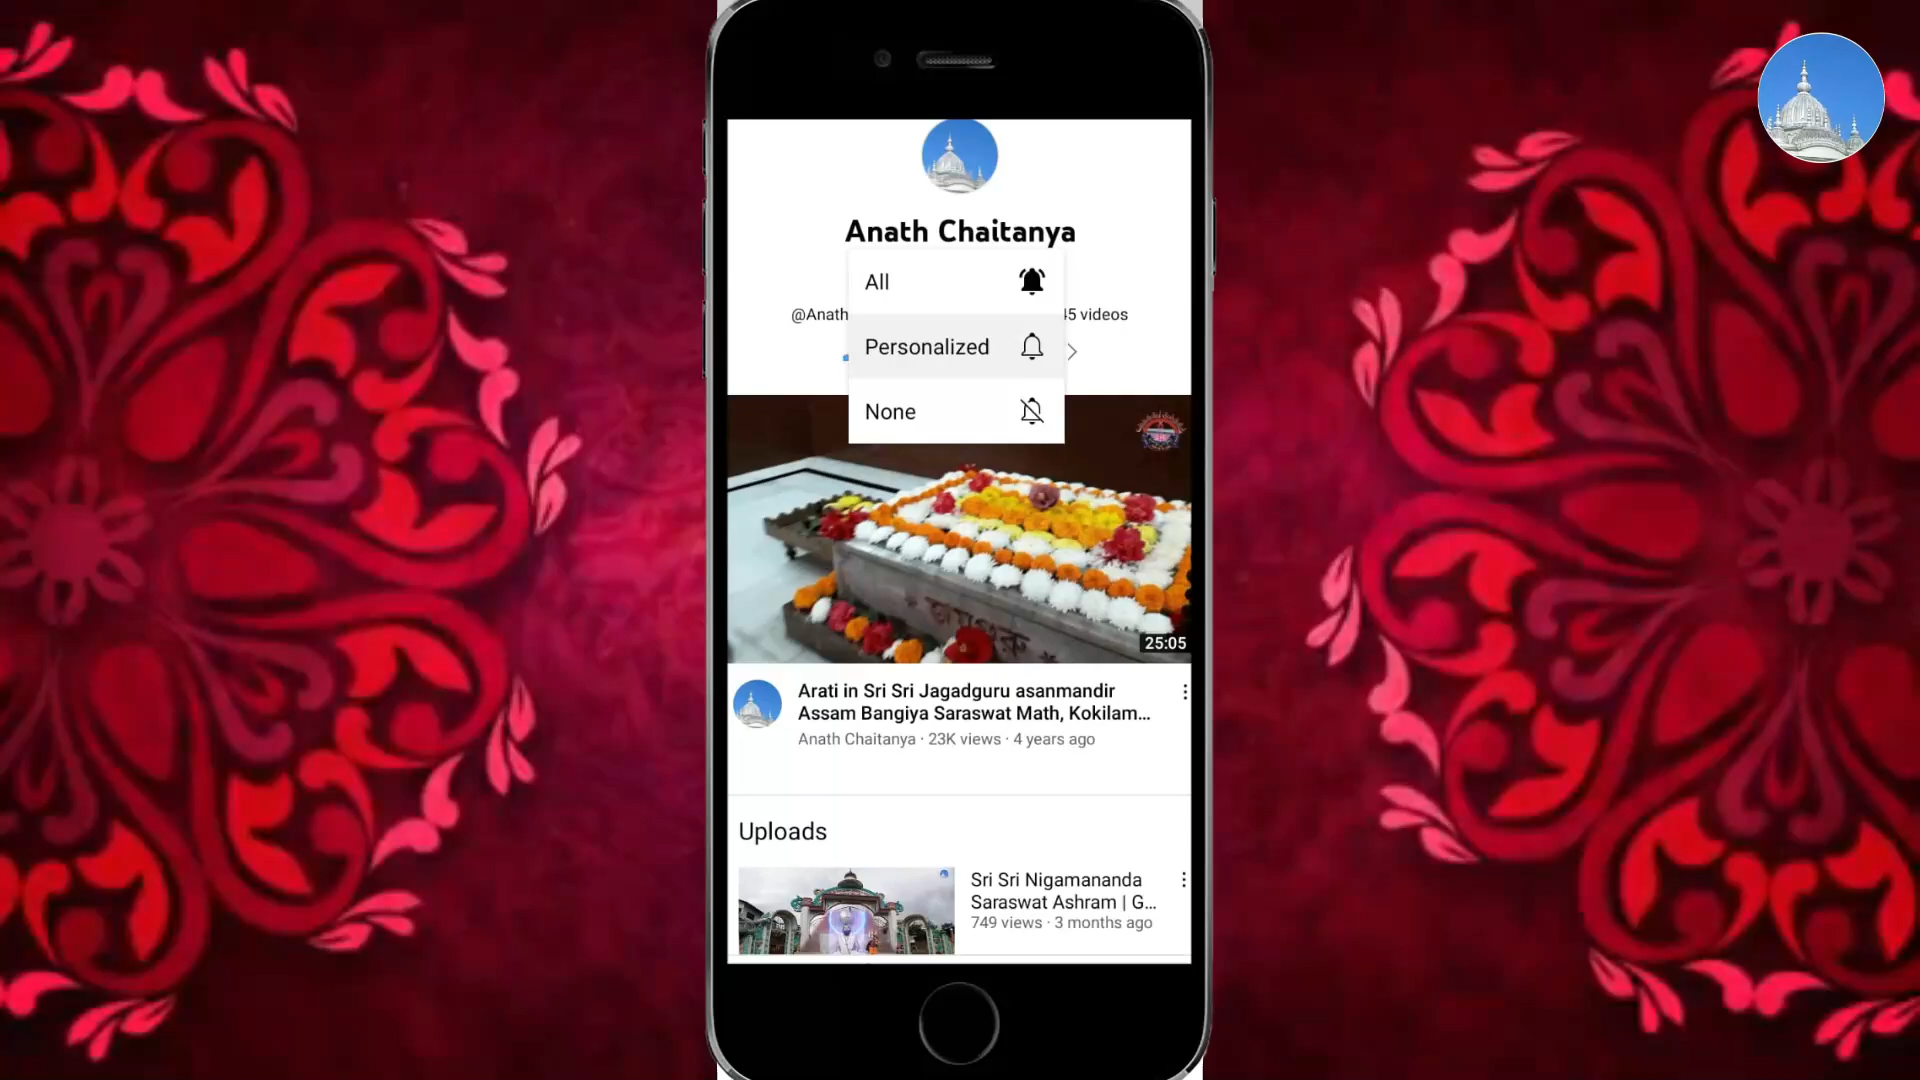 Anath Chaitanya
All
@Anath
45 videos
Personalized
None
জয়গুরু
25:05
Arati in Sri Sri Jagadguru asanmandir
Assam Bangiya Saraswat Math, Kokilam...
Anath Chaitanya · 23K views · 4 years ago
Uploads
Sri Sri Nigamananda
Saraswat Ashram | G...
749 views · 3 months ago